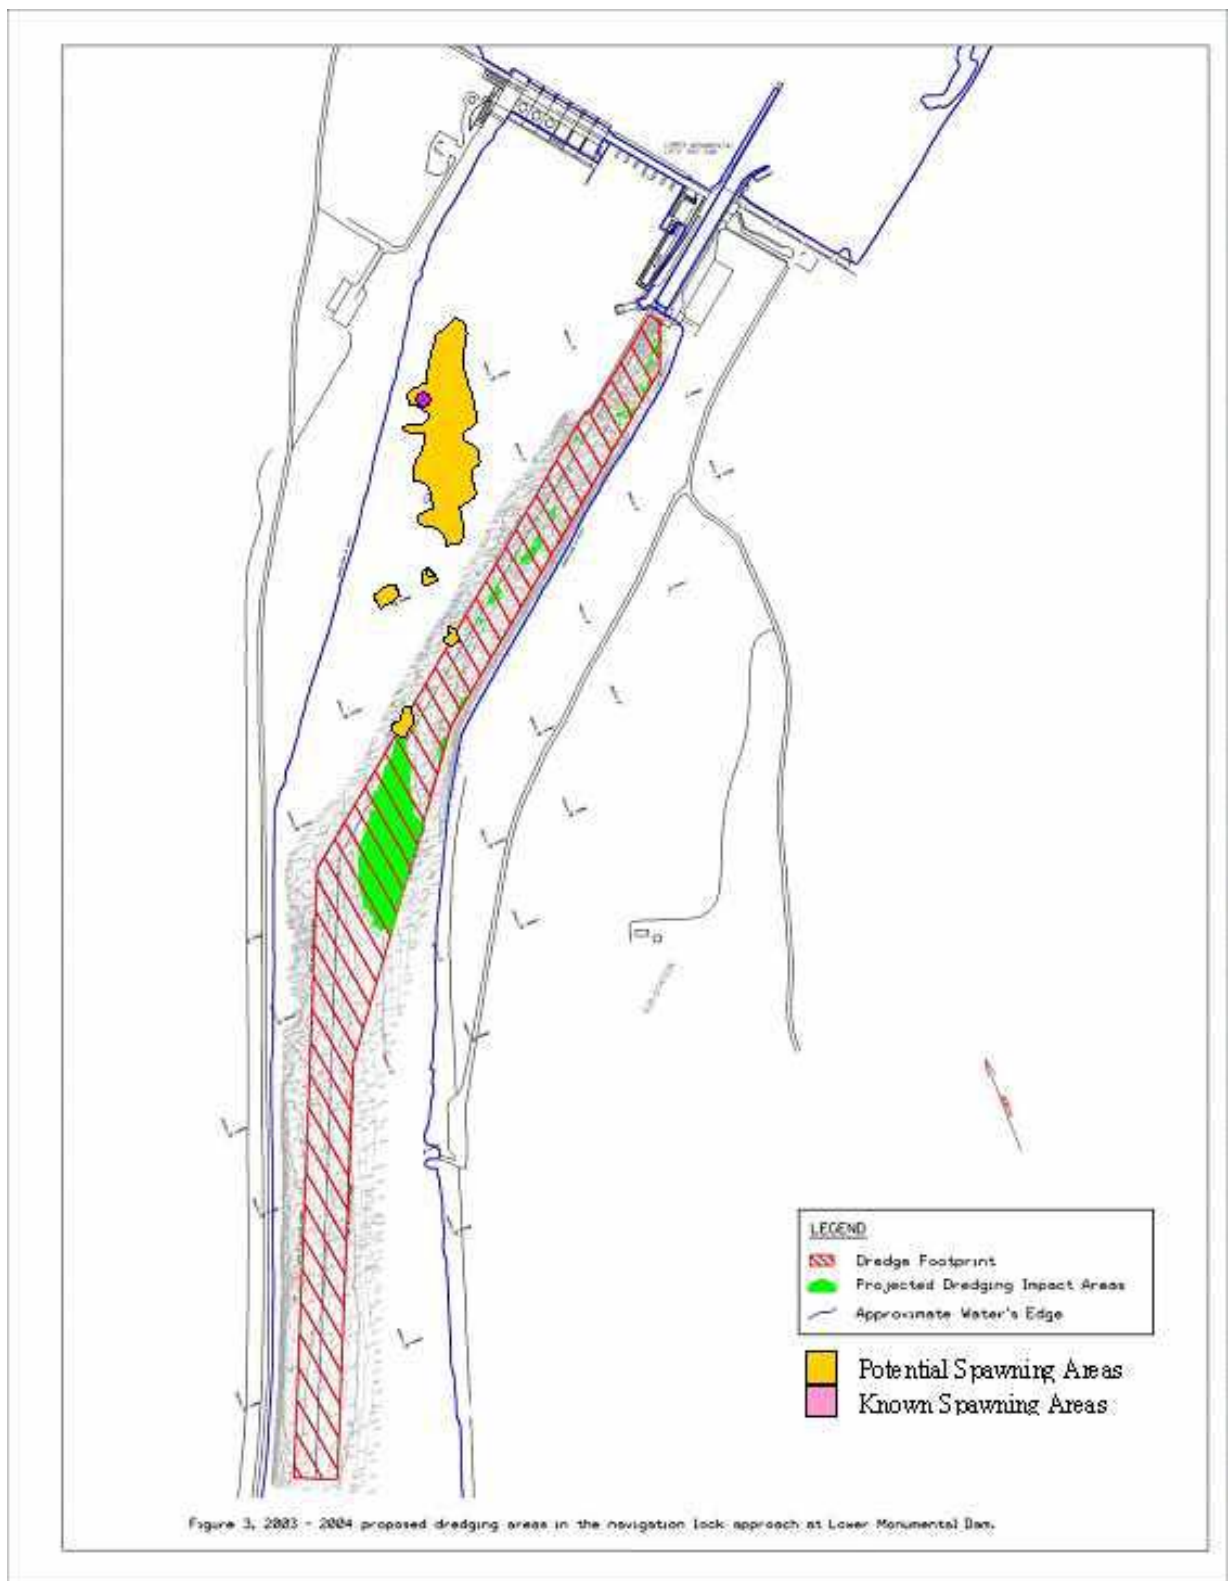 LEGEND
Dredge Footprint
Projected Dredging Impact Areas
Approximate Water's Edge
Potential Spawning Areas
Known Spawning Areas
Figure 3, 2003 - 2004 proposed dredging areas in the navigation lock approach at Lower Monumental Dam.